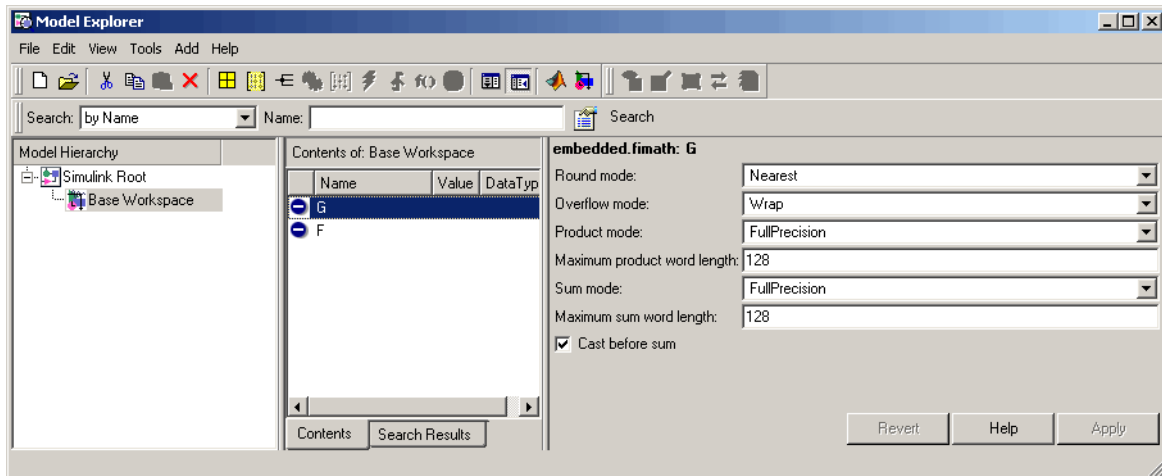 Model Explorer
File Edit View Tools Add Help
f()
Search: by Name Name: Search
Model Hierarchy
Simulink Root
Base Workspace
Contents of: Base Workspace
Name Value DataTyp
G
F
Contents Search Results
embedded.fimath: G
Round mode: Nearest
Overflow mode: Wrap
Product mode: FullPrecision
Maximum product word length: 128
Sum mode: FullPrecision
Maximum sum word length: 128
Cast before sum
Revert Help Apply